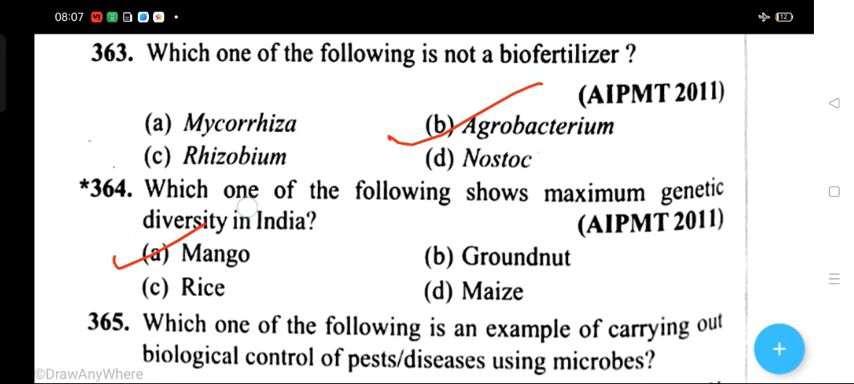 08:07
12
363. Which one of the following is not a biofertilizer ?
(AIPMT 2011)
(a) Mycorrhiza (b) Agrobacterium
(c) Rhizobium (d) Nostoc
*364. Which one of the following shows maximum genetic
diversity in India? (AIPMT 2011)
(a) Mango (b) Groundnut
(c) Rice (d) Maize
365. Which one of the following is an example of carrying out
biological control of pests/diseases using microbes?
©DrawAnyWhere